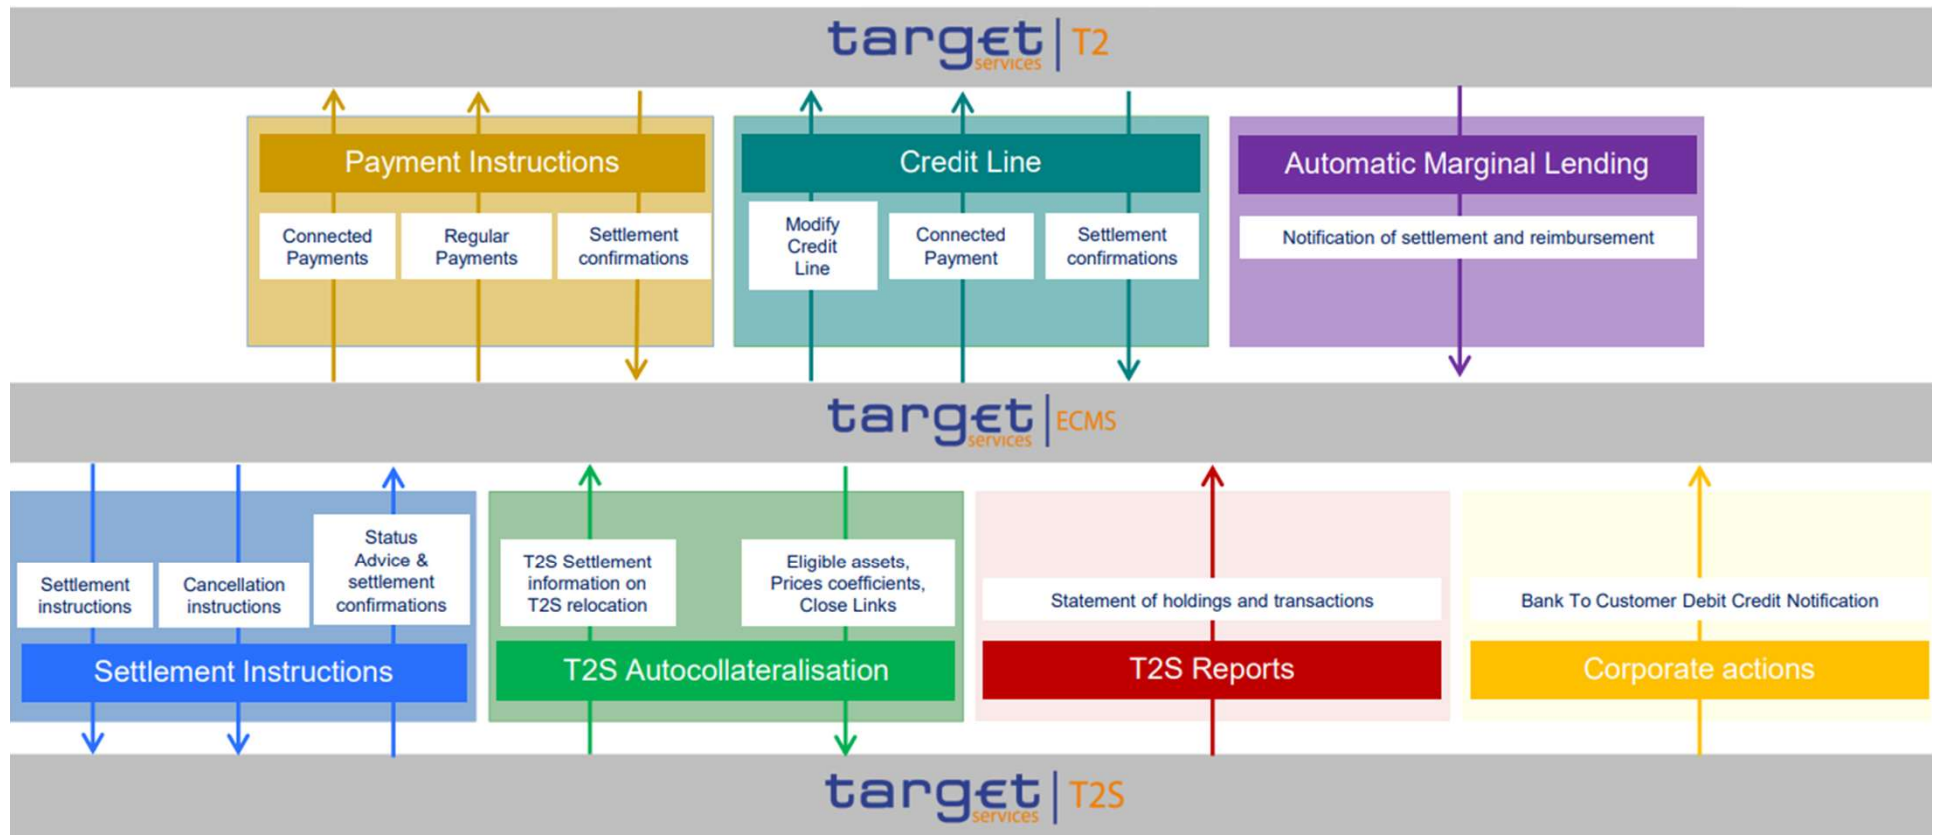 target services T2
Payment Instructions
Connected
Payments
Regular
Payments
Settlement
confirmations
Credit Line
Modify
Credit
Line
Connected
Payment
Settlement
confirmations
Automatic Marginal Lending
Notification of settlement and reimbursement
target services ECMS
Settlement
instructions
Cancellation
instructions
Status
Advice &
settlement
confirmations
Settlement Instructions
T2S Settlement
information on
T2S relocation
Eligible assets,
Prices coefficients,
Close Links
T2S Autocollateralisation
Statement of holdings and transactions
T2S Reports
Bank To Customer Debit Credit Notification
Corporate actions
target services T2S